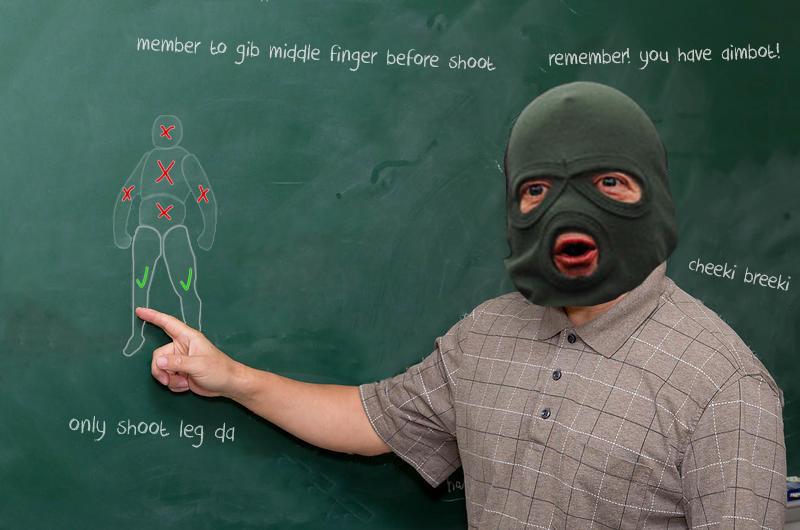 member to gib middle finger before shoot
remember! you have aimbot!
cheeki breeki
only shoot leg da